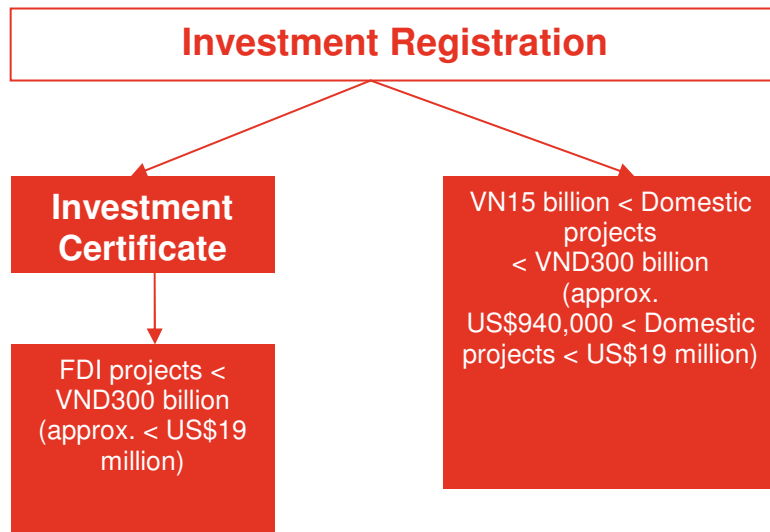 Investment Registration
Investment
Certificate
FDI projects <
VND300 billion
(approx. < US$19
million)
VN15 billion < Domestic
projects
< VND300 billion
(approx.
US$940,000 < Domestic
projects < US$19 million)